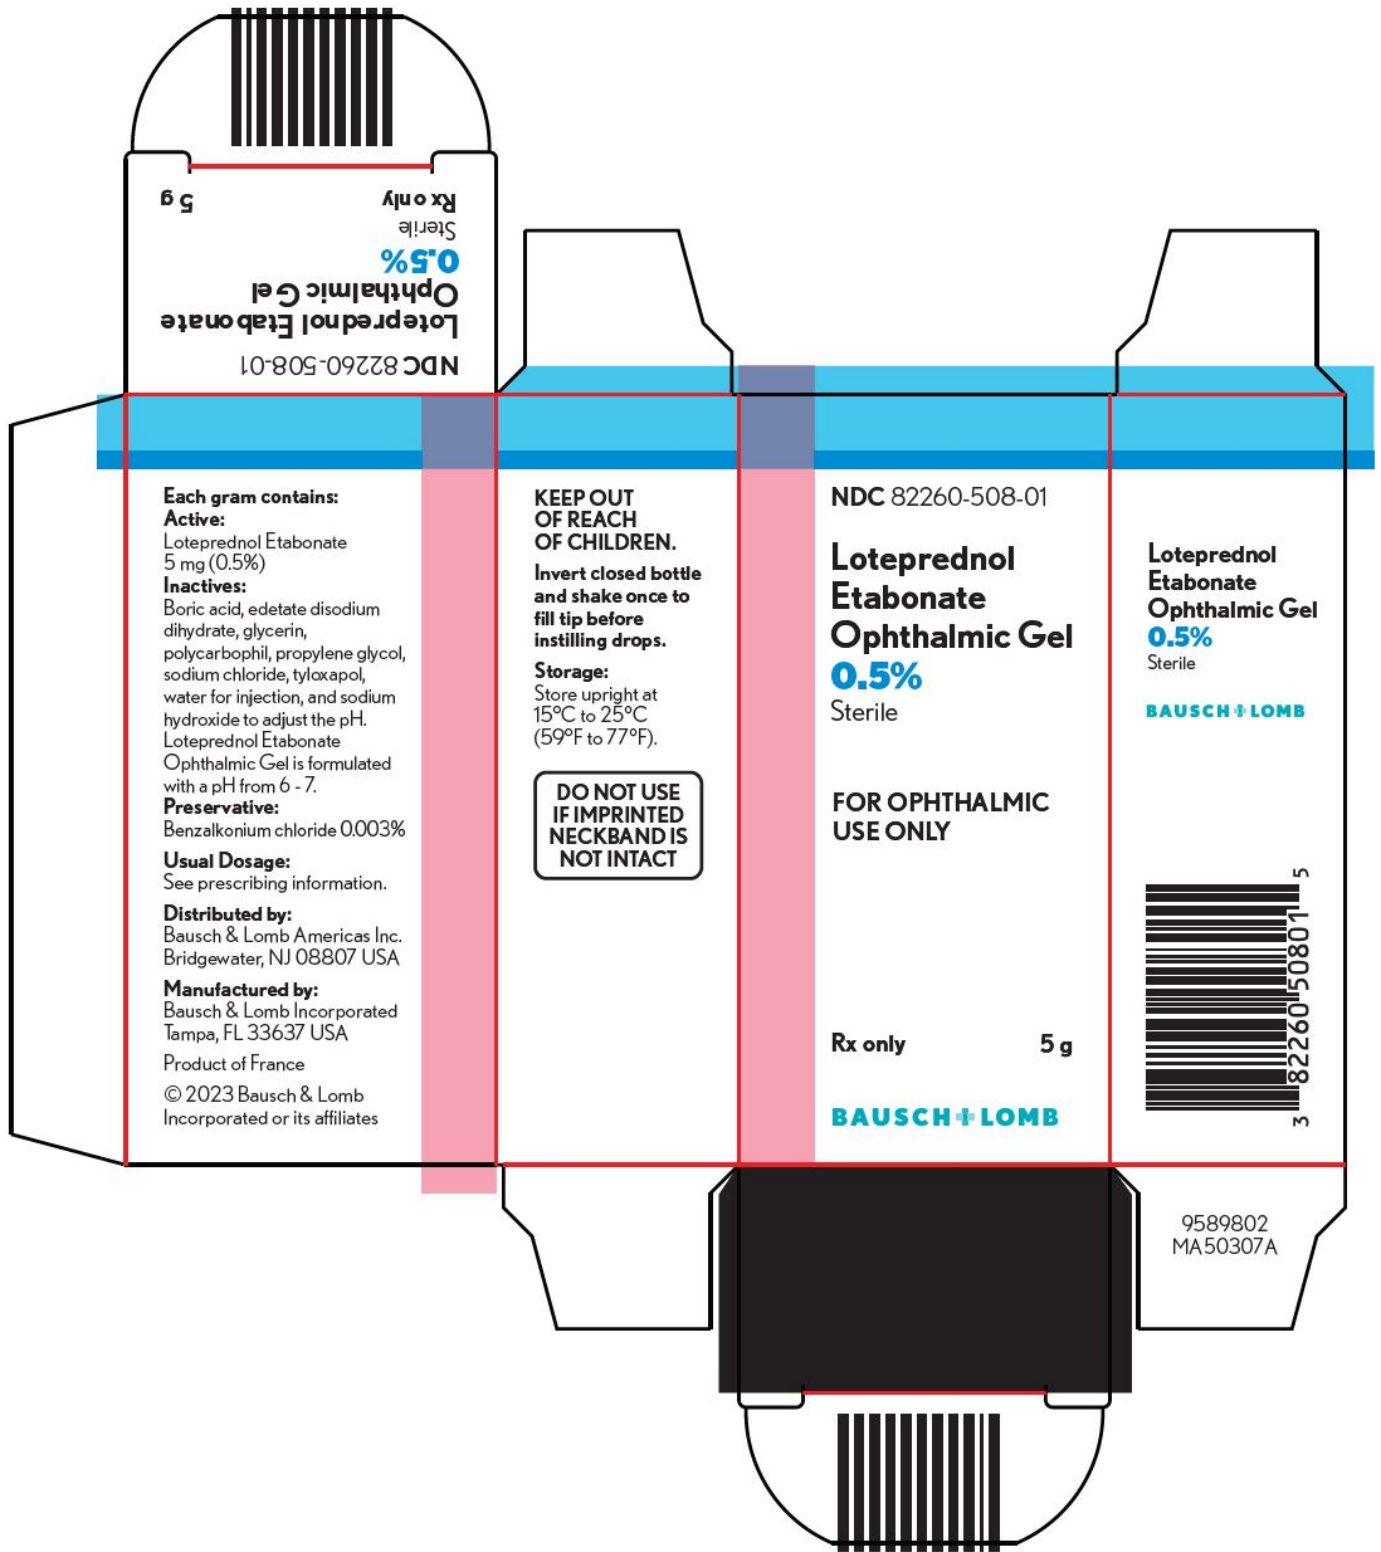 NDC 82260-508-01
Loteprednol Etabonate
Ophthalmic Gel
0.5%
Sterile
Rx only 5 g
Each gram contains:
Active:
Loteprednol Etabonate
5 mg (0.5%)
Inactives:
Boric acid, edetate disodium
dihydrate, glycerin,
polycarbophil, propylene glycol,
sodium chloride, tyloxapol,
water for injection, and sodium
hydroxide to adjust the pH.
Loteprednol Etabonate
Ophthalmic Gel is formulated
with a pH from 6 - 7.
Preservative:
Benzalkonium chloride 0.003%
Usual Dosage:
See prescribing information.
Distributed by:
Bausch & Lomb Americas Inc.
Bridgewater, NJ 08807 USA
Manufactured by:
Bausch & Lomb Incorporated
Tampa, FL 33637 USA
Product of France
© 2023 Bausch & Lomb
Incorporated or its affiliates
KEEP OUT
OF REACH
OF CHILDREN.
Invert closed bottle
and shake once to
fill tip before
instilling drops.
Storage:
Store upright at
15°C to 25°C
(59°F to 77°F).
DO NOT USE
IF IMPRINTED
NECKBAND IS
NOT INTACT
NDC 82260-508-01
Loteprednol
Etabonate
Ophthalmic Gel
0.5%
Sterile
FOR OPHTHALMIC
USE ONLY
Rx only 5 g
BAUSCH + LOMB
Loteprednol
Etabonate
Ophthalmic Gel
0.5%
Sterile
BAUSCH + LOMB
3 82260 50801 5
9589802
MA50307A